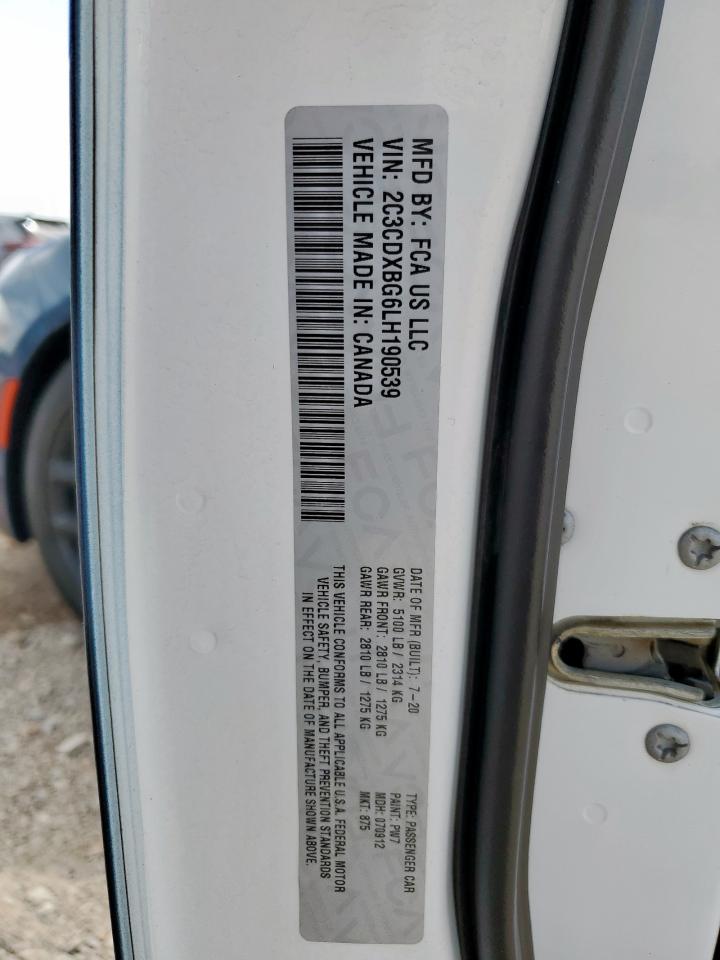 MFD BY: FCA US LLC
VIN: 2C3CDXBG6LH190539
VEHICLE MADE IN: CANADA
DATE OF MFR (BUILT): 7-20
GVWR: 5100 LB / 2314 KG
GAWR FRONT: 2810 LB / 1275 KG
GAWR REAR: 2810 LB / 1275 KG
TYPE: PASSENGER CAR
PAINT: PW7
MDH: 070912
MKT: 875
THIS VEHICLE CONFORMS TO ALL APPLICABLE U.S.A. FEDERAL MOTOR
VEHICLE SAFETY, BUMPER, AND THEFT PREVENTION STANDARDS
IN EFFECT ON THE DATE OF MANUFACTURE SHOWN ABOVE.
FCA